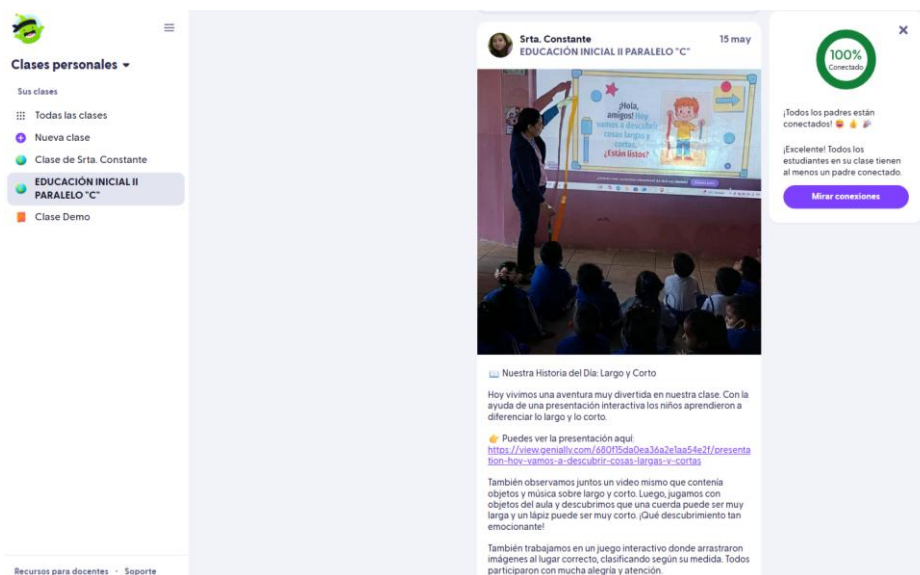 Clases personales
Sus clases
Todas las clases
Nueva clase
Clase de Srta. Constante
EDUCACIÓN INICIAL II
PARALELO "C"
Clase Demo
Recursos para docentes · Soporte
Srta. Constante
15 may
EDUCACIÓN INICIAL II PARALELO "C"
¡Hola,
amigos! Hoy
vamos a descubrir
cosas largas y
cortas.
¿Están listos?
Nuestra Historia del Día: Largo y Corto
Hoy vivimos una aventura muy divertida en nuestra clase. Con la
ayuda de una presentación interactiva los niños aprendieron a
diferenciar lo largo y lo corto.
Puedes ver la presentación aquí:
https://view.genially.com/680f15da0ea36a2e1aa54e2f/presenta
tion-hoy-vamos-a-descubrir-cosas-largas-y-cortas
También observamos juntos un video mismo que contenía
objetos y música sobre largo y corto. Luego, jugamos con
objetos del aula y descubrimos que una cuerda puede ser muy
larga y un lápiz puede ser muy corto. ¡Qué descubrimiento tan
emocionante!
También trabajamos en un juego interactivo donde arrastraron
imágenes al lugar correcto, clasificando según su medida. Todos
participaron con mucha alegría y atención.
100%
Conectado
¡Todos los padres están
conectados!
¡Excelente! Todos los
estudiantes en su clase tienen
al menos un padre conectado.
Mirar conexiones